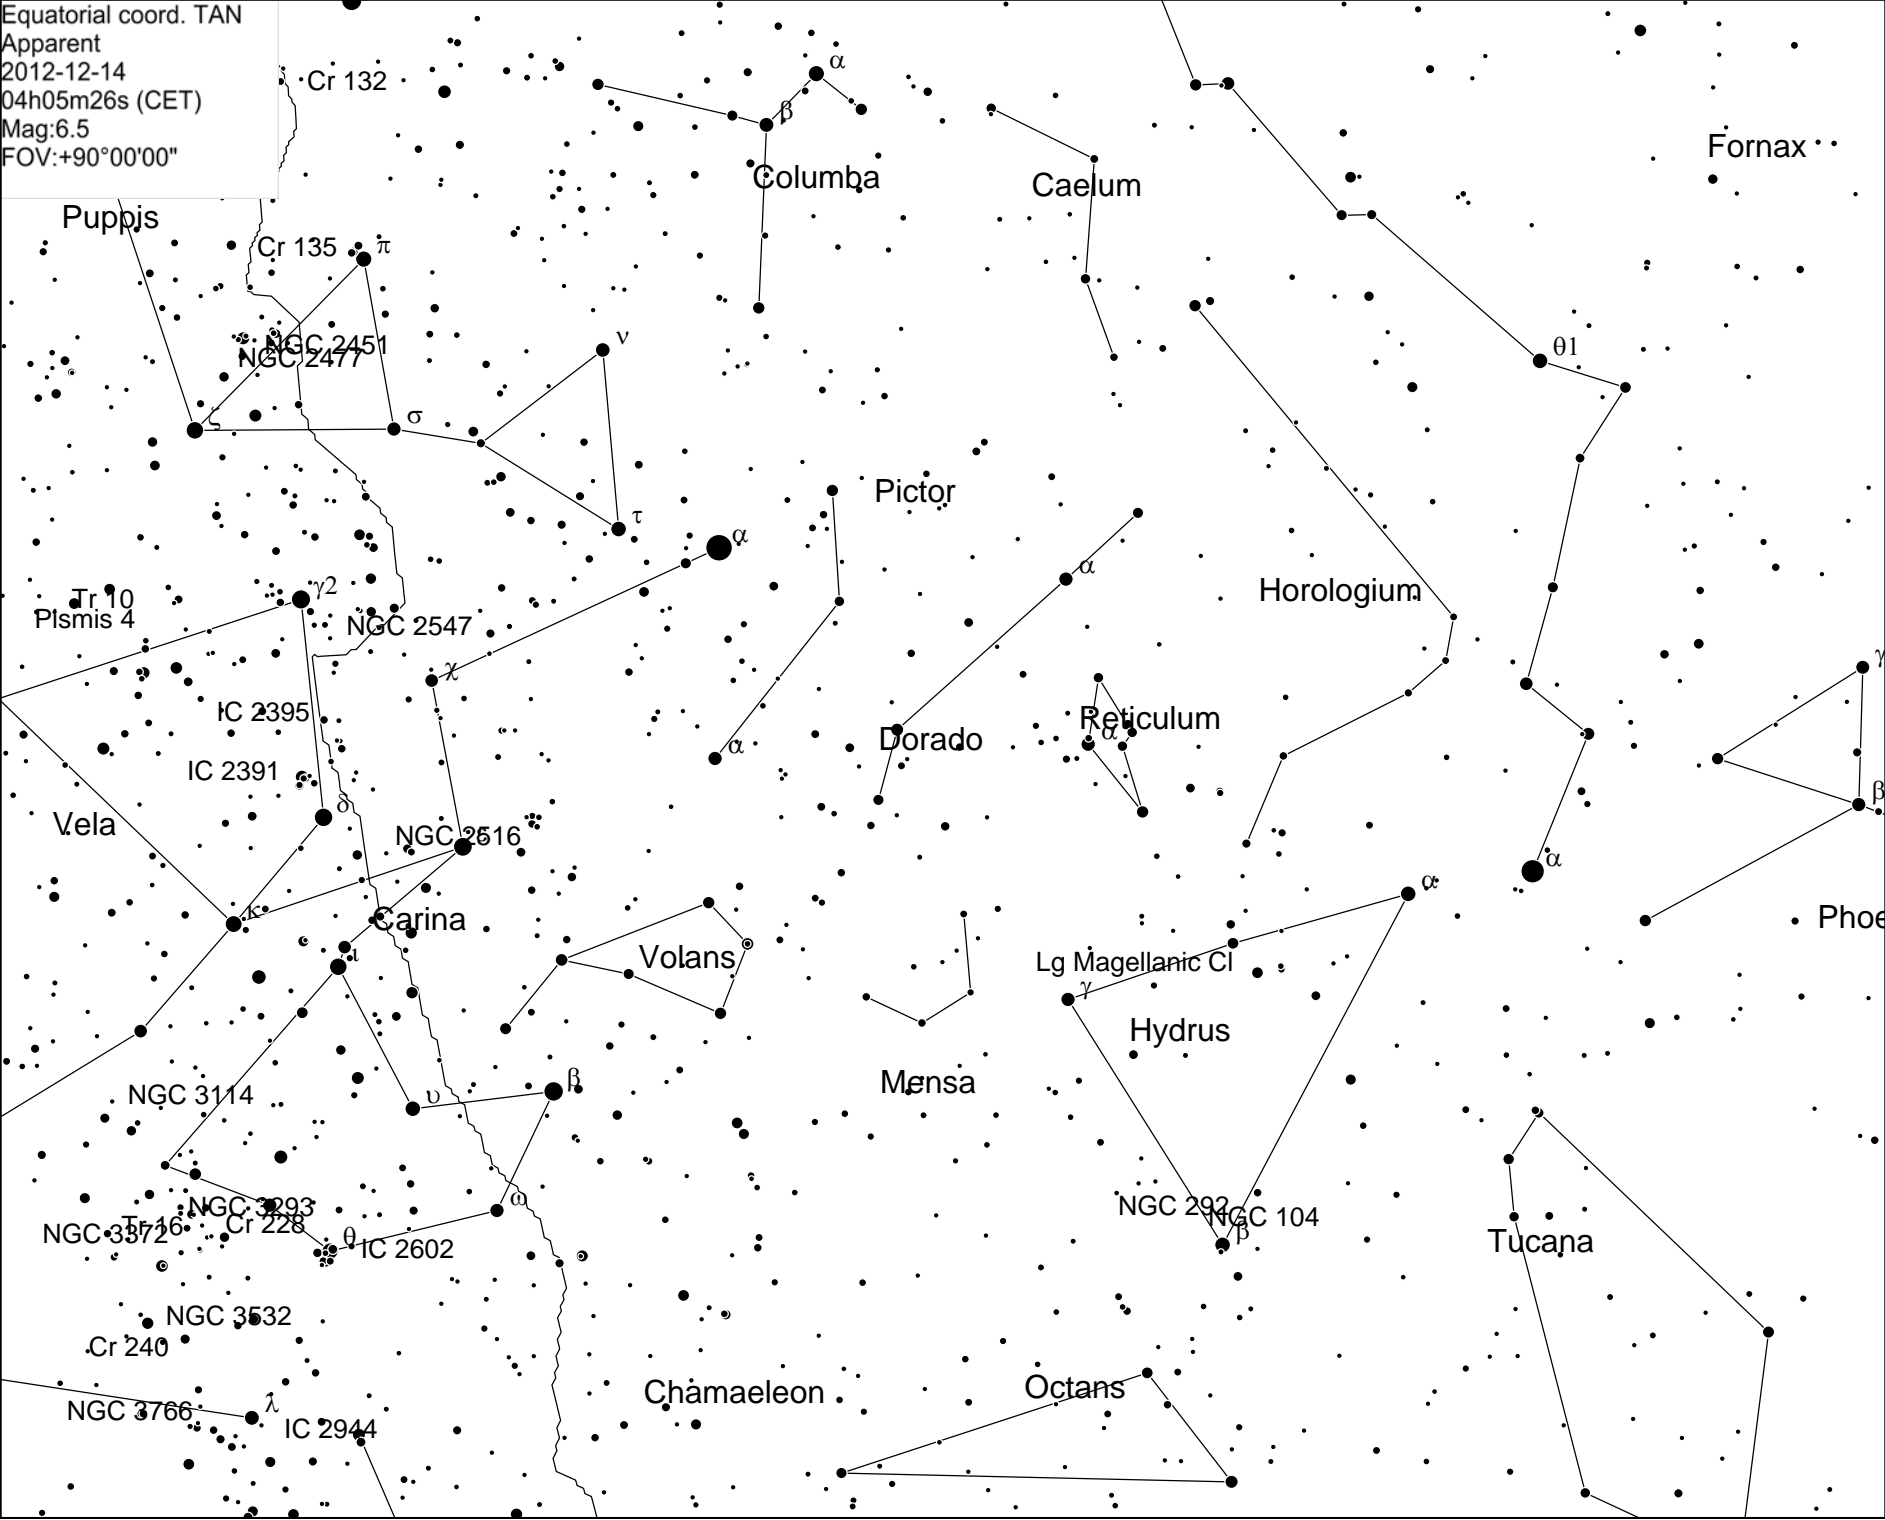 Equatorial coord. TAN
Apparent
2012-12-14
04h05m26s (CET)
Mag:6.5
FOV:+90°00'00"
Cr 132
α
β
Columba
Caelum
Fornax
Puppis
Cr 135
π
NGC 2451
NGC 2477
ν
θ1
ζ
σ
Pictor
τ
α
α
Horologium
γ2
Tr 10
Pismis 4
NGC 2547
χ
γ
IC 2395
Reticulum
α
Dorado
α
IC 2391
δ
β
Vela
NGC 2516
α
α
κ
Carina
Phoe
ι
Volans
Lg Magellanic Cl
γ
Hydrus
Mensa
β
NGC 3114
υ
ω
NGC 3293
NGC 292
NGC 104
β
Tr 16
Cr 228
NGC 3372
θ
IC 2602
Tucana
NGC 3532
Cr 240
Chamaeleon
Octans
λ
NGC 3766
IC 2944